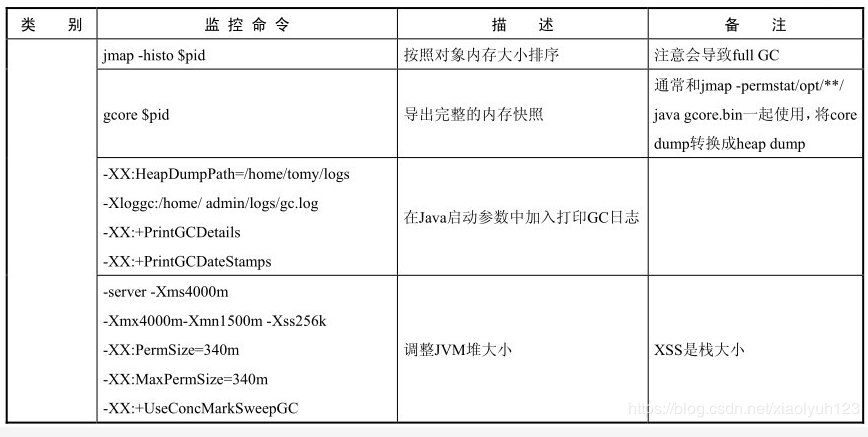 类 别 监 控 命 令 描 述 备 注
jmap -histo $pid 按照对象内存大小排序 注意会导致full GC
gcore $pid 导出完整的内存快照 通常和jmap -permstat/opt/**/
java gcore.bin一起使用，将core
dump转换成heap dump
-XX:HeapDumpPath=/home/tomy/logs
-Xloggc:/home/ admin/logs/gc.log
-XX:+PrintGCDetails
-XX:+PrintGCDateStamps
在Java启动参数中加入打印GC日志
-server -Xms4000m
-Xmx4000m-Xmn1500m -Xss256k
-XX:PermSize=340m
-XX:MaxPermSize=340m
-XX:+UseConcMarkSweepGC
调整JVM堆大小 XSS是栈大小
https://blog.csdn.net/xiaolyuh123